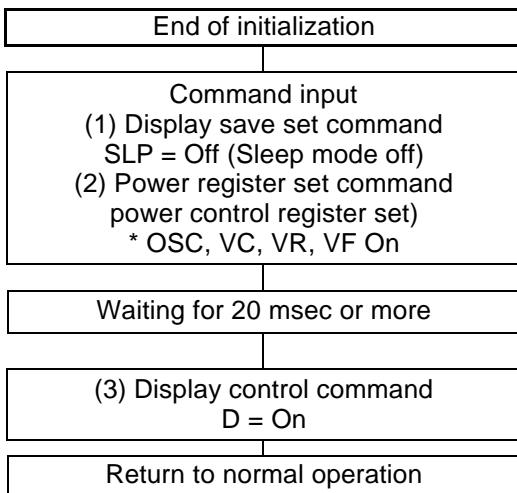 End of initialization
Command input
(1) Display save set command
SLP = Off (Sleep mode off)
(2) Power register set command
power control register set)
* OSC, VC, VR, VF On
Waiting for 20 msec or more
(3) Display control command
D = On
Return to normal operation